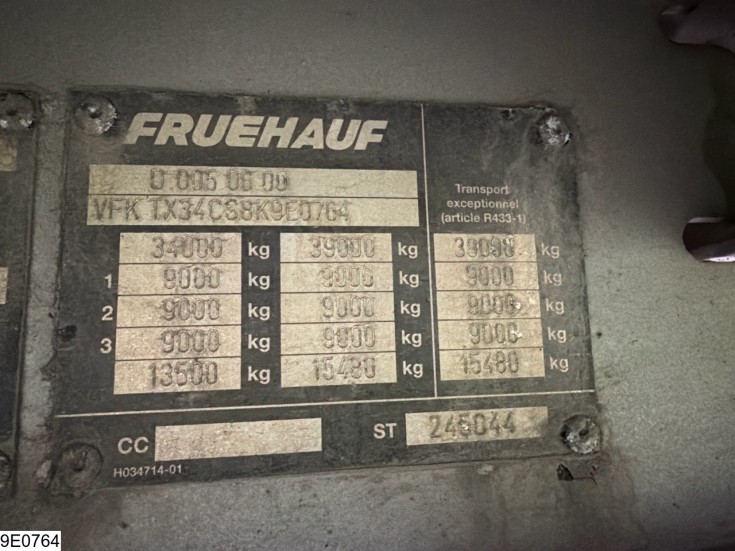 FRUEHAUF
0 005 06 00
VFK TX34CS8K9E0764
Transport
exceptionnel
(article R433-1)
34000 kg 39000 kg 39000 kg
1 9000 kg 9000 kg 9000 kg
2 9000 kg 9000 kg 9000 kg
3 9000 kg 9000 kg 9000 kg
13500 kg 15480 kg 15480 kg
CC ST 245044
H034714-01
9E0764